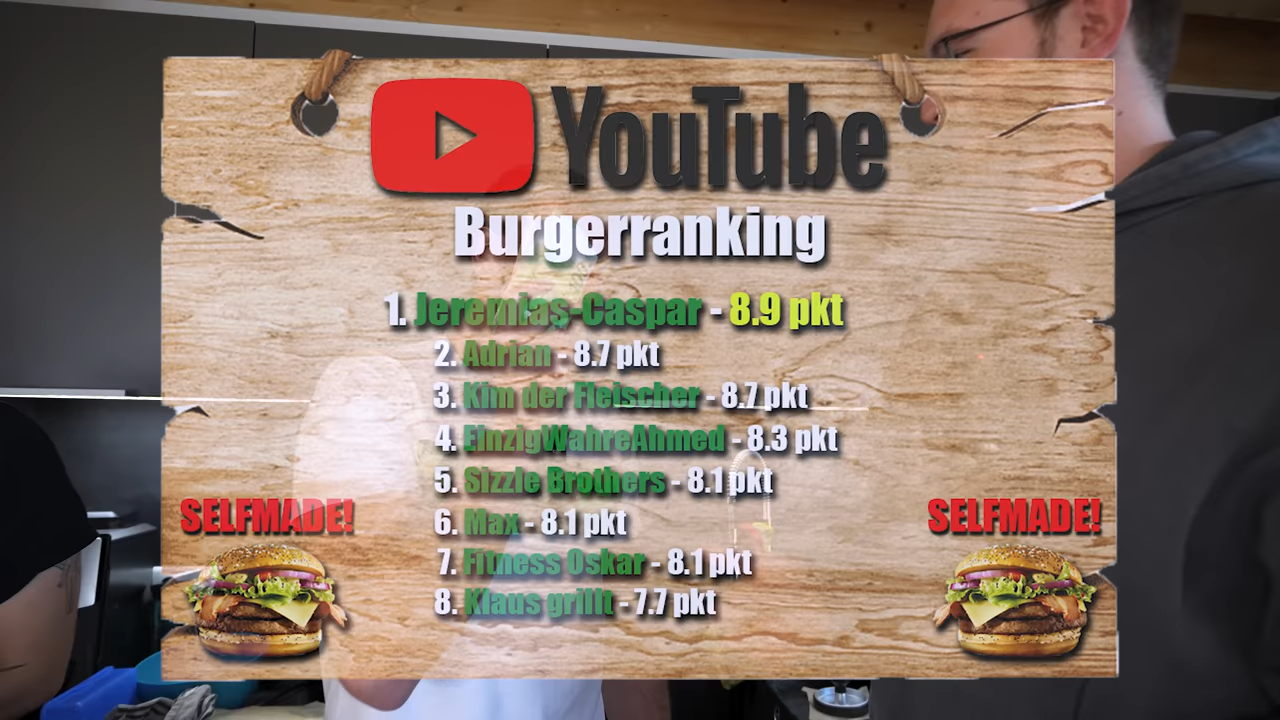 YouTube
Burgerranking
1. Jeremias-Caspar - 8.9 pkt
2. Adrian - 8.7 pkt
3. Kim der Fleischer - 8.7 pkt
4. EinzigWahreAhmed - 8.3 pkt
5. Sizzle Brothers - 8.1 pkt
6. Max - 8.1 pkt
7. Fitness Oskar - 8.1 pkt
8. Klaus grillt - 7.7 pkt
SELFMADE!
SELFMADE!